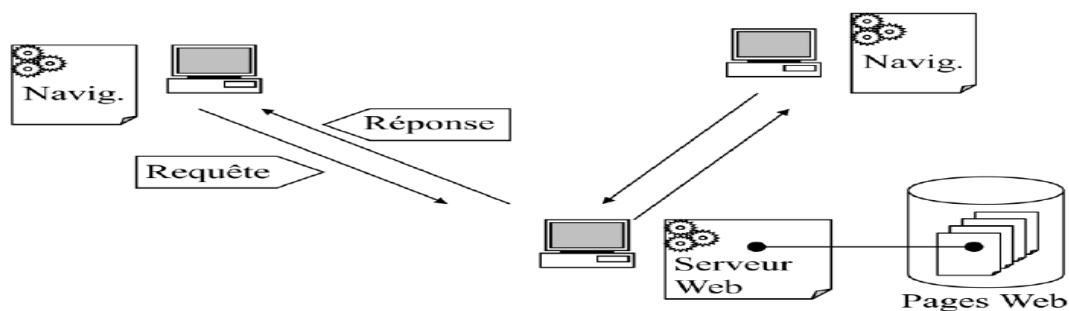 Navig.
Navig.
Réponse
Requête
Serveur
Web
Pages Web